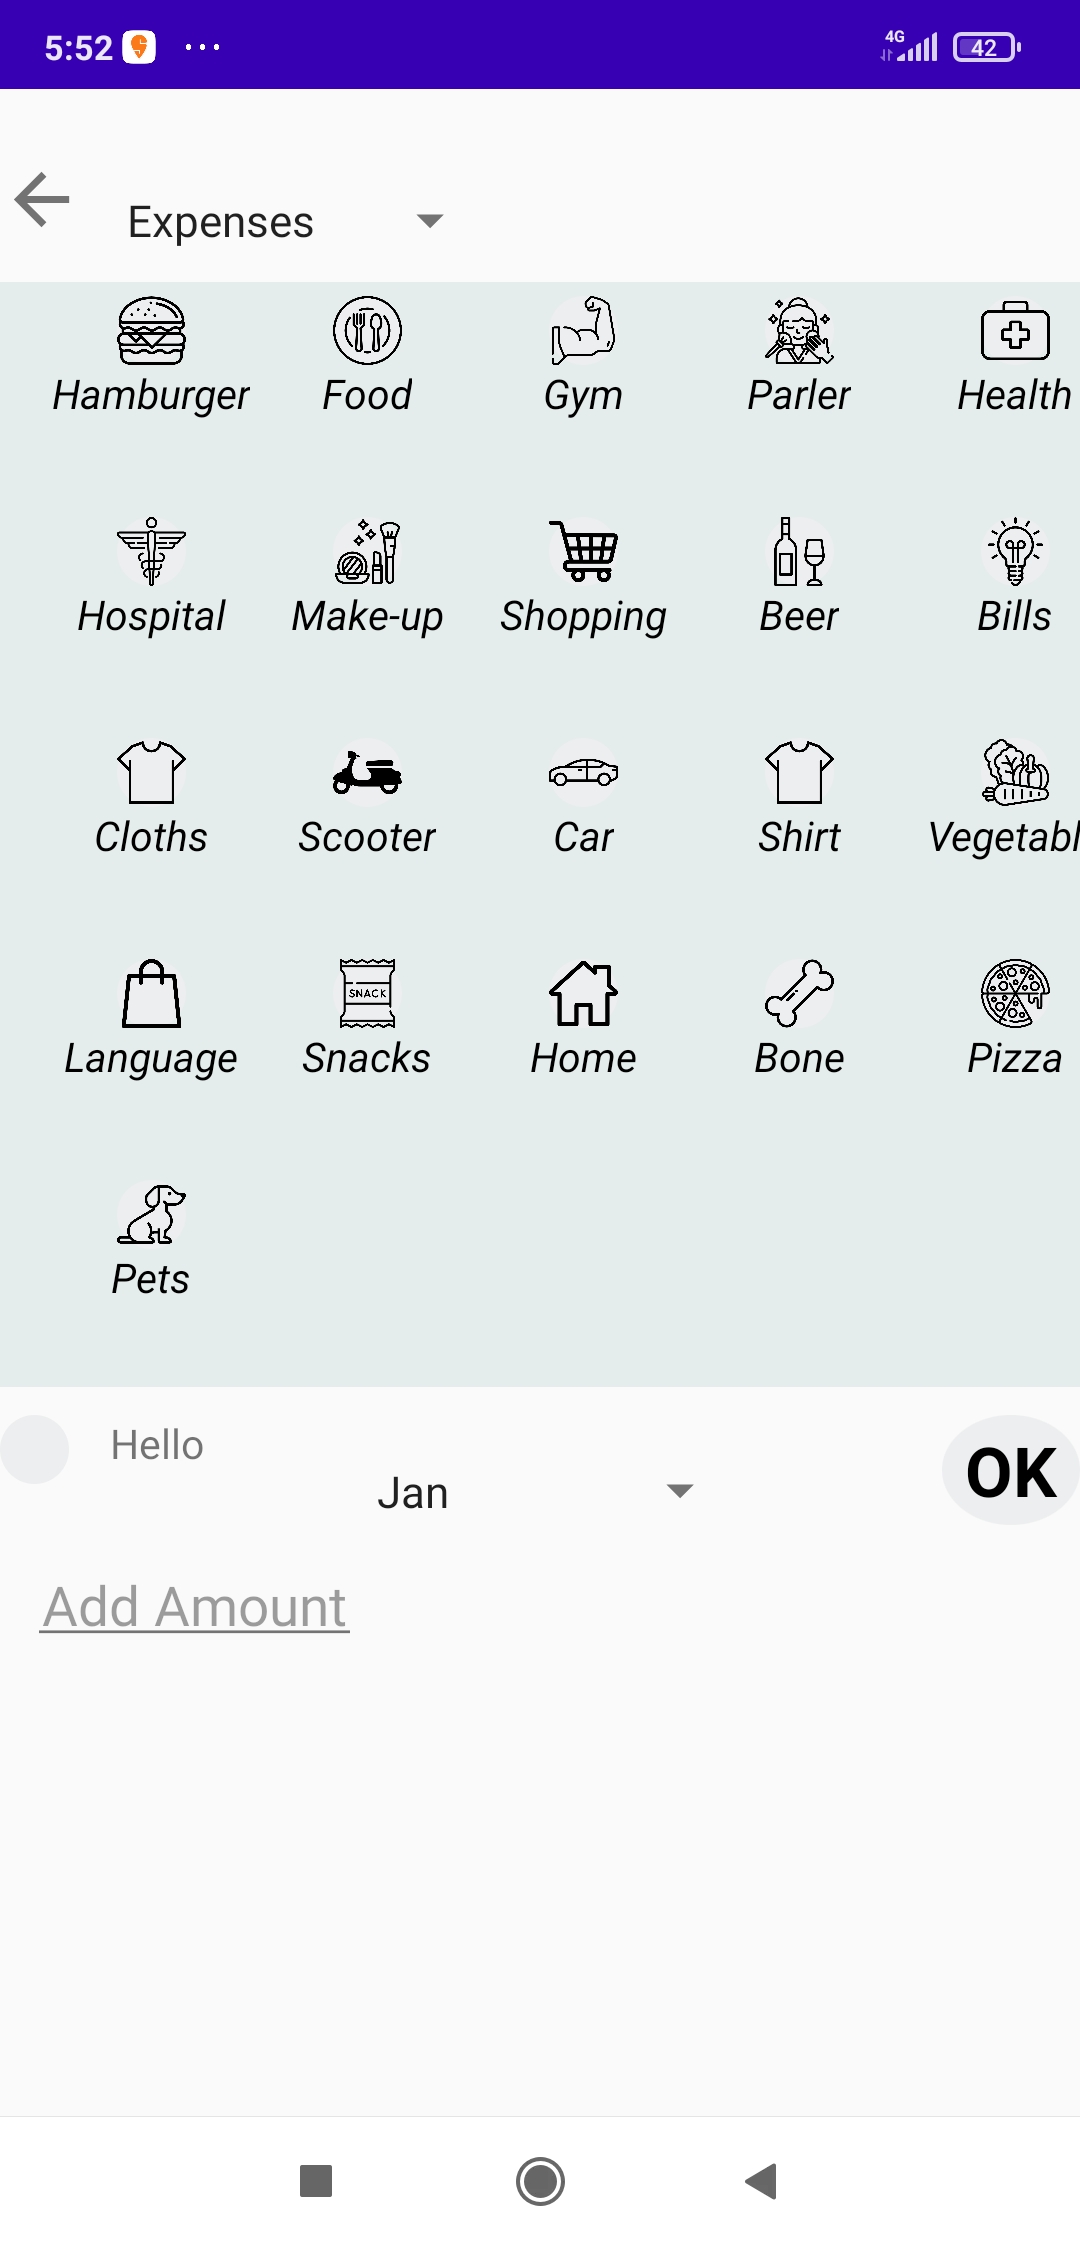 5:52 ... 4G 42
Expenses
Hamburger Food Gym Parler Health
Hospital Make-up Shopping Beer Bills
Cloths Scooter Car Shirt Vegetabl
SNACK
Language Snacks Home Bone Pizza
Pets
Hello
Jan
OK
Add Amount